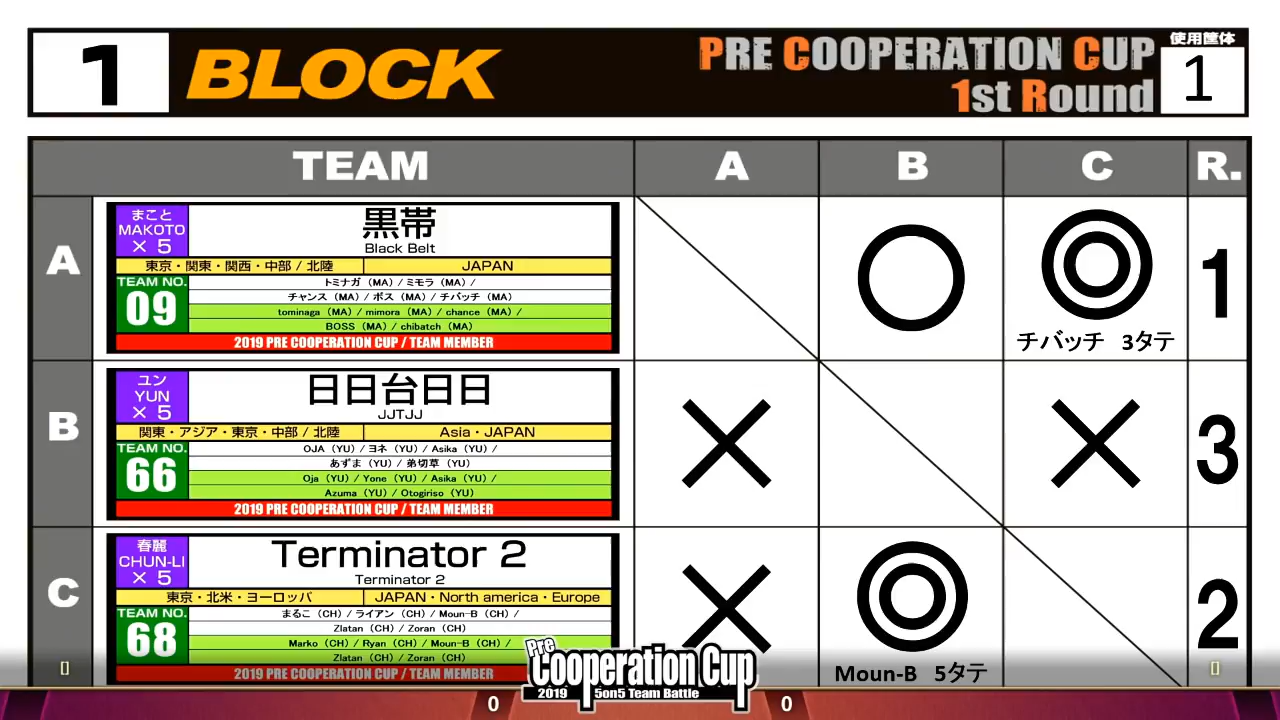 1 BLOCK
PRE COOPERATION CUP
1st Round
使用筐体
1
TEAM A B C R.
A
まこと
MAKOTO
× 5
黒帯
Black Belt
東京・関東・関西・中部 / 北陸 JAPAN
TEAM NO.
09
トミナガ (MA) / ミモラ (MA) /
チャンス (MA) / ボス (MA) / チバッチ (MA)
tominaga (MA) / mimora (MA) / chance (MA) /
BOSS (MA) / chibatch (MA)
2019 PRE COOPERATION CUP / TEAM MEMBER
チバッチ 3タテ
1
B
ユン
YUN
× 5
日日台日日
JJTJJ
関東・アジア・東京・中部 / 北陸 Asia・JAPAN
TEAM NO.
66
OJA (YU) / ヨネ (YU) / Asika (YU) /
あずま (YU) / 弟切草 (YU)
Oja (YU) / Yone (YU) / Asika (YU) /
Azuma (YU) / Otogiriso (YU)
2019 PRE COOPERATION CUP / TEAM MEMBER
3
C
春麗
CHUN-LI
× 5
Terminator 2
Terminator 2
東京・北米・ヨーロッパ JAPAN・North america・Europe
TEAM NO.
68
まるこ (CH) / ライアン (CH) / Moun-B (CH) /
Zlatan (CH) / Zoran (CH)
Marko (CH) / Ryan (CH) / Moun-B (CH) /
Zlatan (CH) / Zoran (CH)
2019 PRE COOPERATION CUP / TEAM MEMBER
Moun-B 5タテ
2
Pre
Cooperation Cup
2019 5on5 Team Battle
0 0